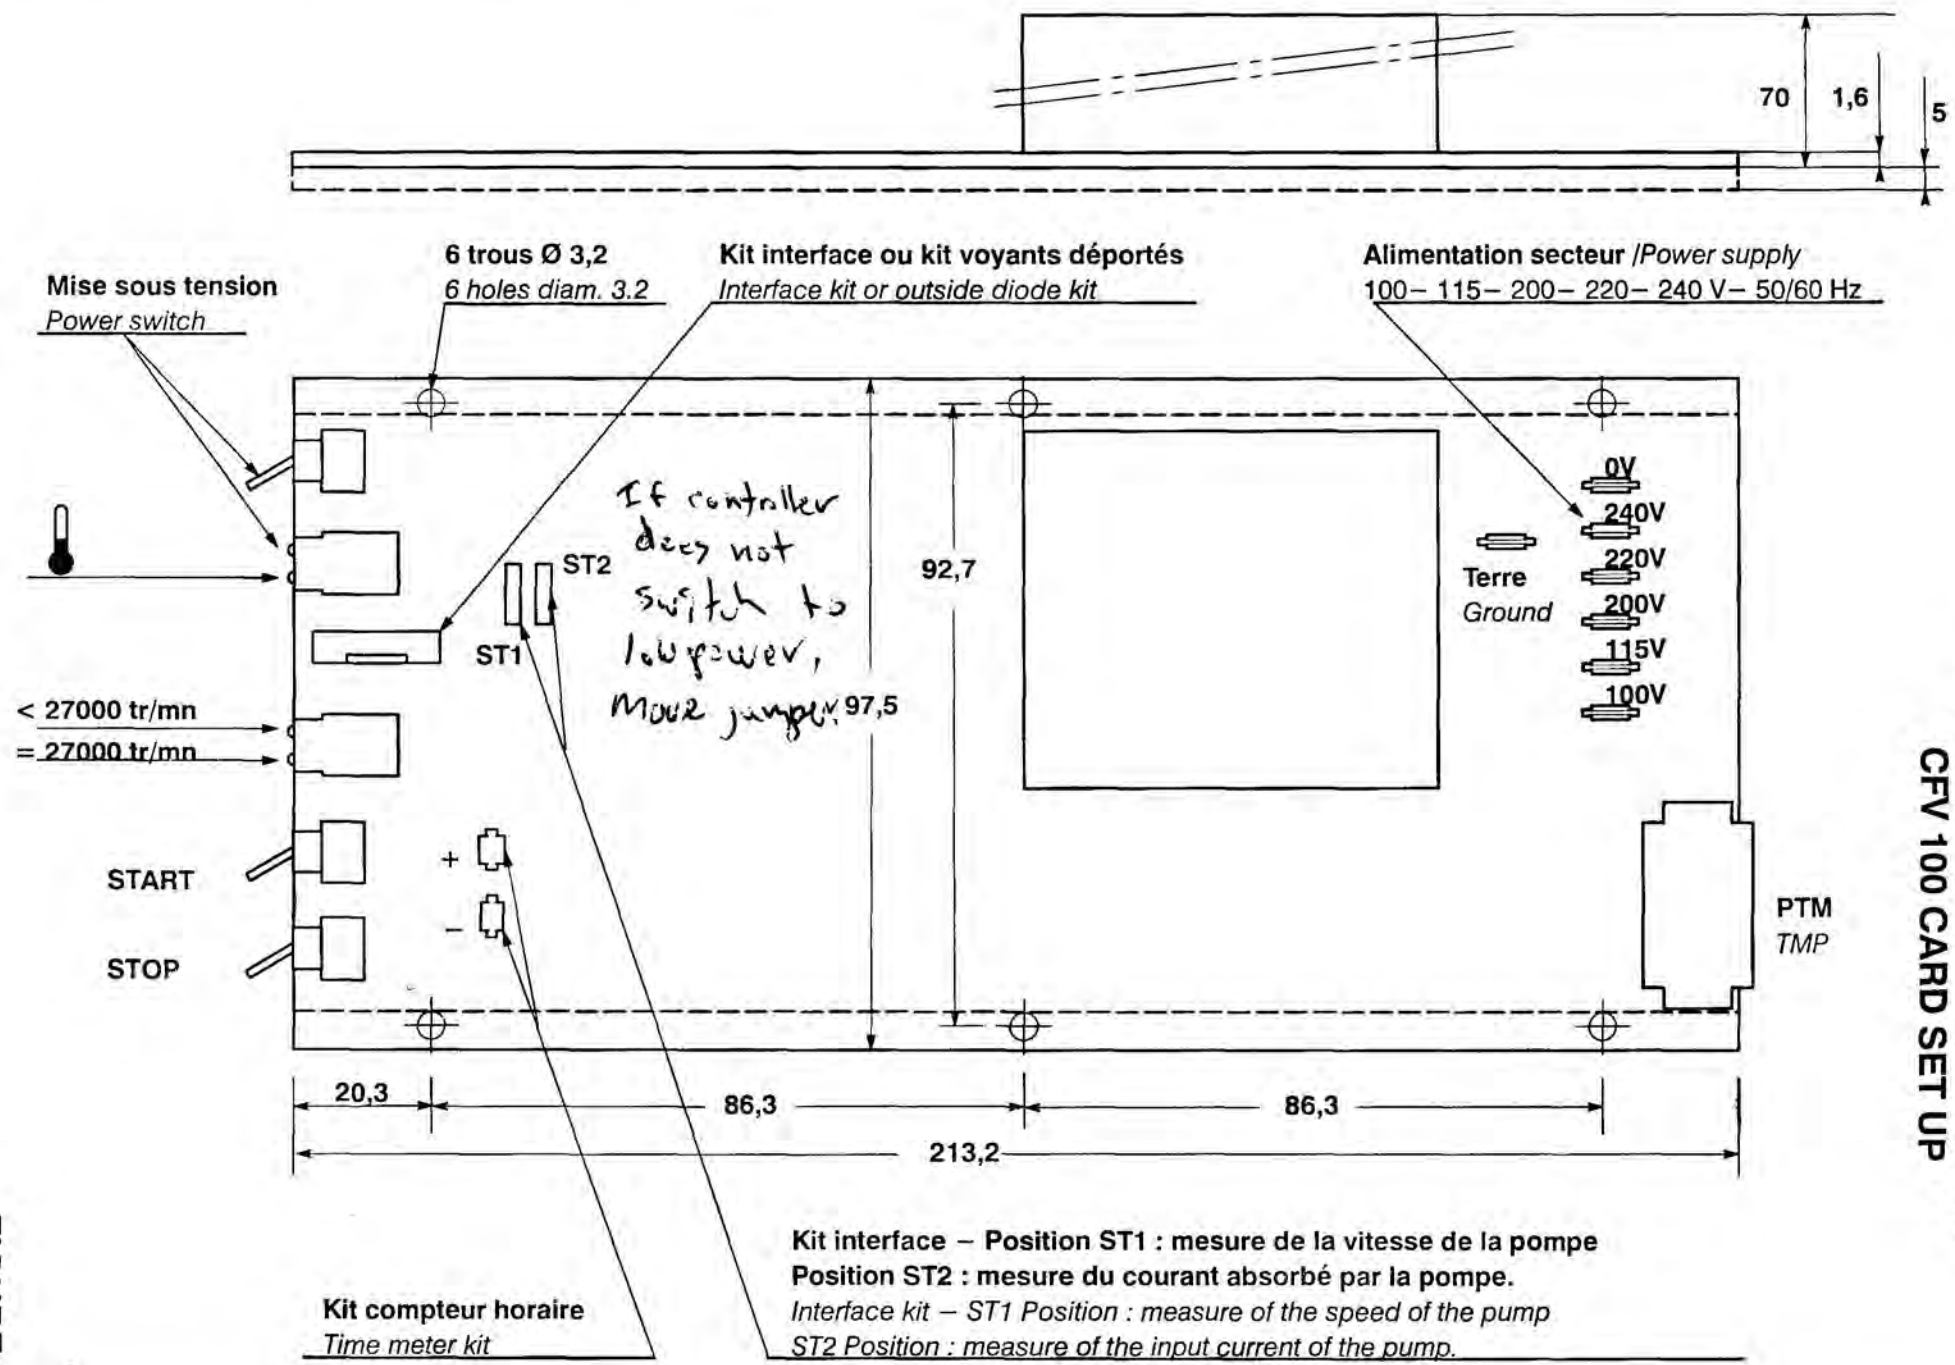 70
1,6
5
6 trous Ø 3,2
6 holes diam. 3.2
Kit interface ou kit voyants déportés
Interface kit or outside diode kit
Alimentation secteur /Power supply
100– 115– 200– 220– 240 V– 50/60 Hz
Mise sous tension
Power switch
0V
240V
220V
200V
115V
100V
Terre
Ground
ST2
ST1
If controller
does not
switch to
low power,
Move jumper.
92,7
97,5
< 27000 tr/mn
= 27000 tr/mn
START
STOP
+
–
PTM
TMP
CFV 100 CARD SET UP
20,3
86,3
86,3
213,2
Kit interface – Position ST1 : mesure de la vitesse de la pompe
Position ST2 : mesure du courant absorbé par la pompe.
Interface kit – ST1 Position : measure of the speed of the pump
ST2 Position : measure of the input current of the pump.
Kit compteur horaire
Time meter kit